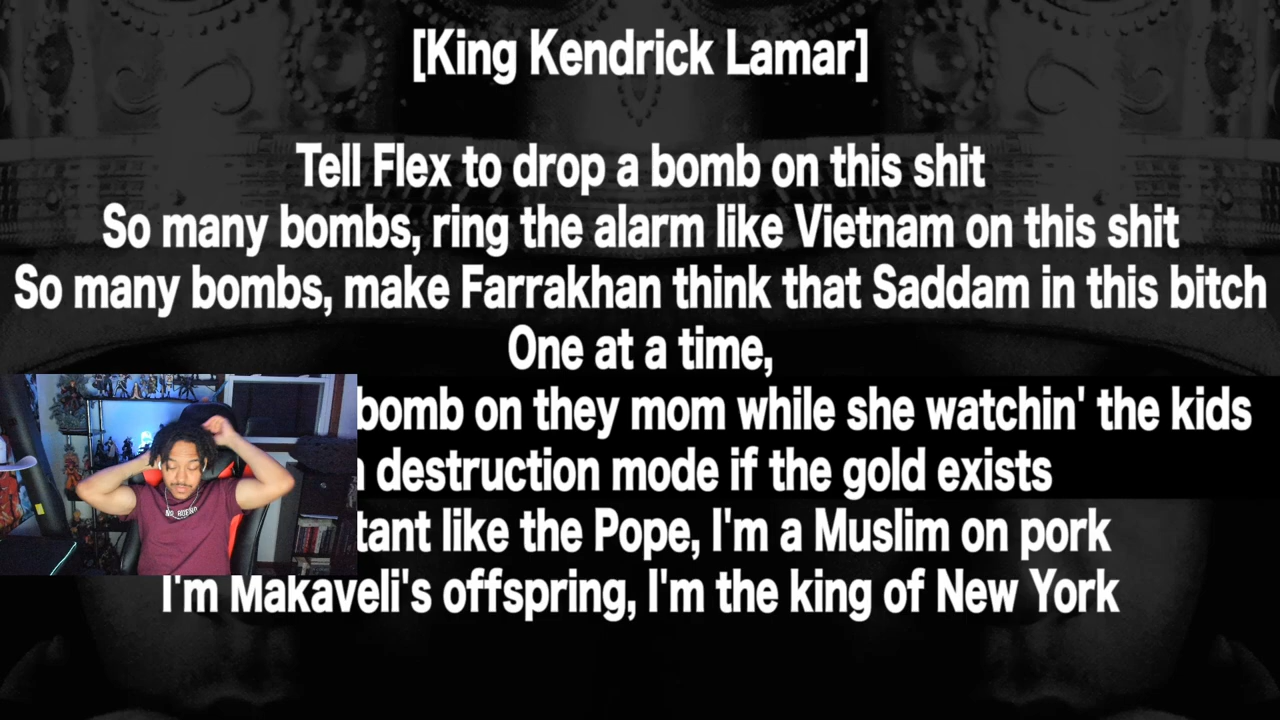 [King Kendrick Lamar]
Tell Flex to drop a bomb on this shit
So many bombs, ring the alarm like Vietnam on this shit
So many bombs, make Farrakhan think that Saddam in this bitch
One at a time,
bomb on they mom while she watchin' the kids
destruction mode if the gold exists
like the Pope, I'm a Muslim on pork
I'm Makaveli's offspring, I'm the king of New York